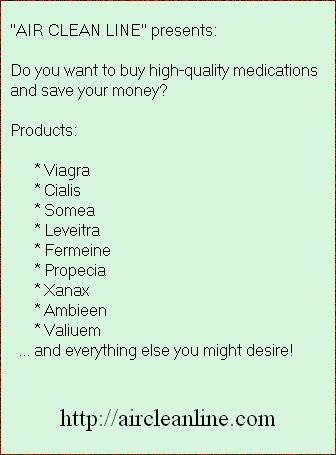 "AIR CLEAN LINE" presents:
Do you want to buy high-quality medications
and save your money?
Products:
* Viagra
* Cialis
* Somea
* Leveitra
* Fermeine
* Propecia
* Xanax
* Ambieen
* Valiuem
... and everything else you might desire!
http://aircleanline.com